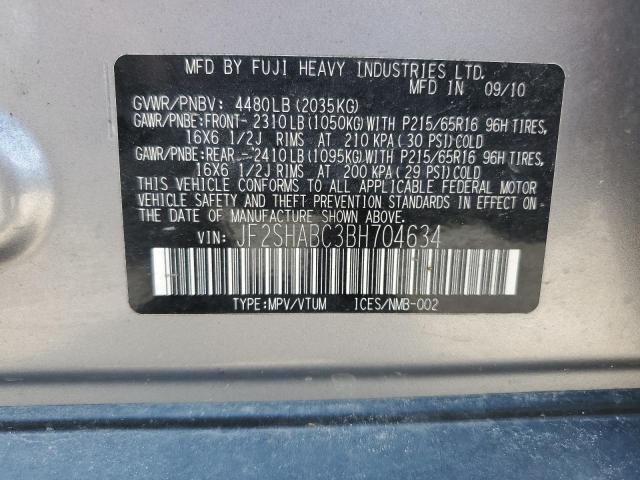 MFD BY FUJI HEAVY INDUSTRIES LTD.
MFD IN 09/10
GVWR/PNBV: 4480LB (2035KG)
GAWR/PNBE:FRONT- 2310LB(1050KG)WITH P215/65R16 96H TIRES,
16X6 1/2J RIMS AT 210 KPA (30 PSI)COLD
GAWR/PNBE:REAR -2410LB(1095KG)WITH P215/65R16 96H TIRES,
16X6 1/2J RIMS AT 200 KPA (29 PSI)COLD
THIS VEHICLE CONFORMS TO ALL APPLICABLE FEDERAL MOTOR
VEHICLE SAFETY AND THEFT PREVENTION STANDARDS IN EFFECT
ON THE DATE OF MANUFACTURE SHOWN ABOVE.
VIN: JF2SHABC3BH704634
TYPE:MPV/VTUM ICES/NMB-002